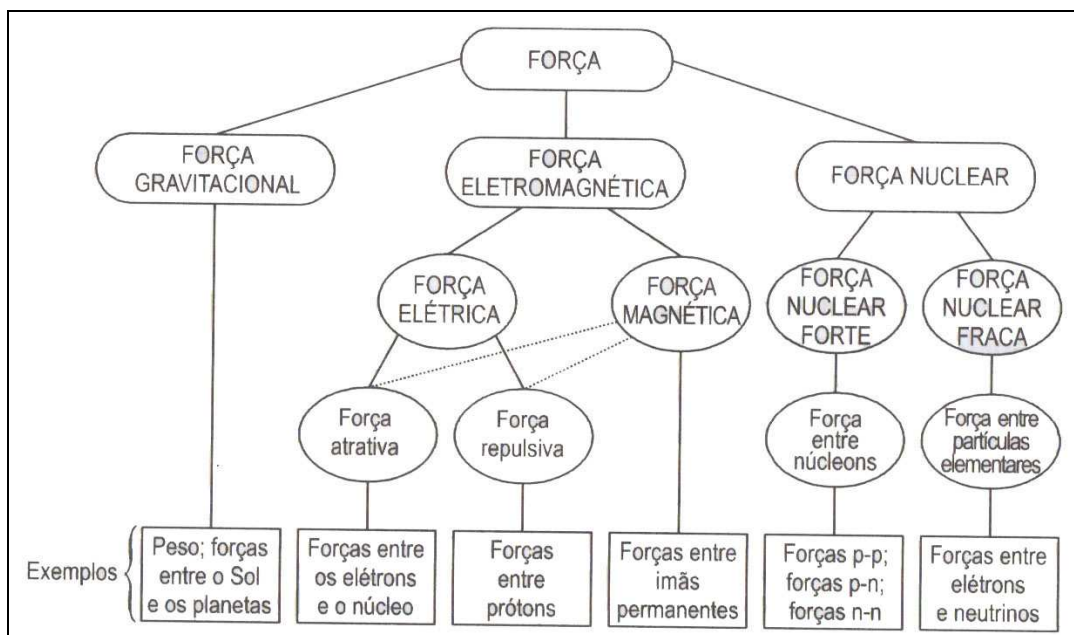 FORÇA
FORÇA
GRAVITACIONAL
FORÇA
ELETROMAGNÉTICA
FORÇA NUCLEAR
FORÇA
ELÉTRICA
FORÇA
MAGNÉTICA
FORÇA
NUCLEAR
FORTE
FORÇA
NUCLEAR
FRACA
Força
atrativa
Força
repulsiva
Força
entre
núcleons
Força entre
partículas
elementares
Exemplos
Peso; forças
entre o Sol
e os planetas
Forças entre
os elétrons
e o núcleo
Forças
entre
prótons
Forças entre
imãs
permanentes
Forças p-p;
forças p-n;
forças n-n
Forças entre
elétrons
e neutrinos